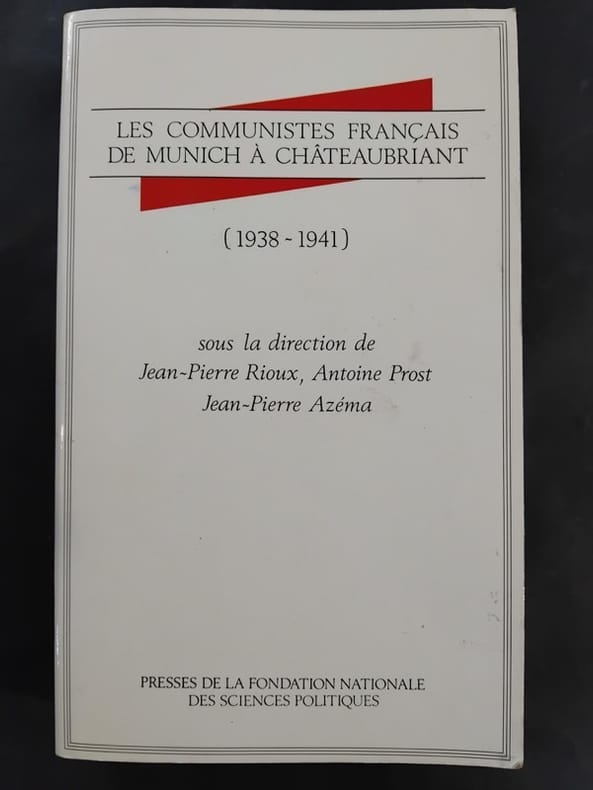 LES COMMUNISTES FRANÇAIS
DE MUNICH À CHÂTEAUBRIANT
(1938-1941)
sous la direction de
Jean-Pierre Rioux, Antoine Prost
Jean-Pierre Azéma
PRESSES DE LA FONDATION NATIONALE
DES SCIENCES POLITIQUES